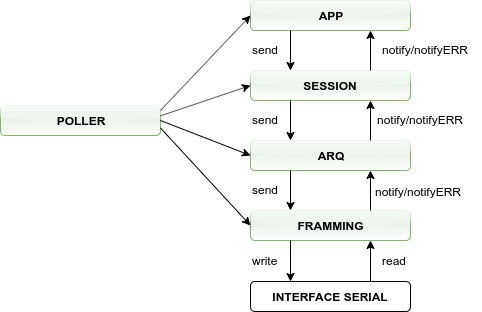 APP
send
notify/notifyERR
SESSION
POLLER
send
notify/notifyERR
ARQ
send
notify/notifyERR
FRAMMING
write
read
INTERFACE SERIAL